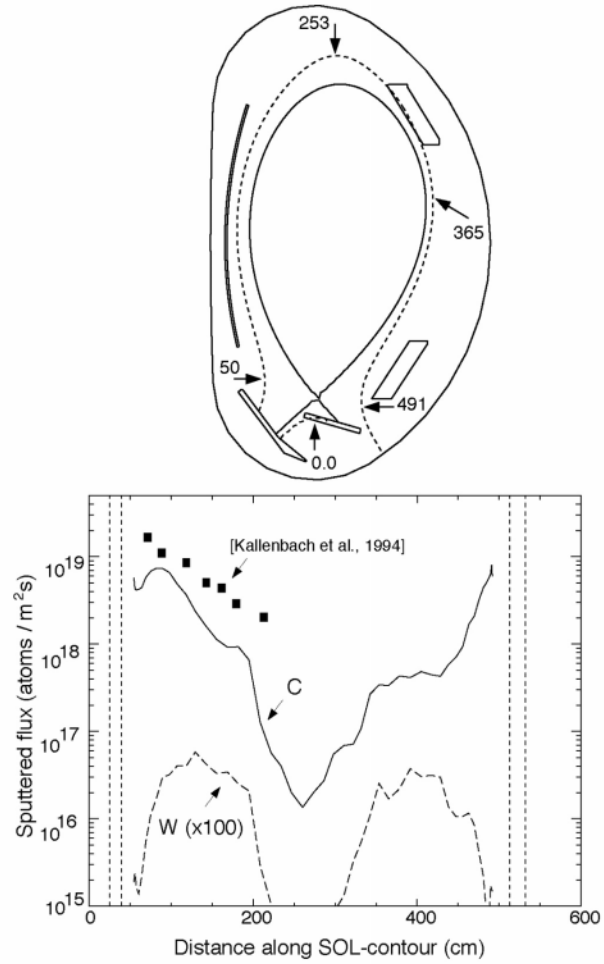 253
365
50
491
0.0
Sputtered flux (atoms / m²s)
10¹⁹
10¹⁸
10¹⁷
10¹⁶
10¹⁵
[Kallenbach et al., 1994]
C
W (x100)
0
200
400
600
Distance along SOL-contour (cm)